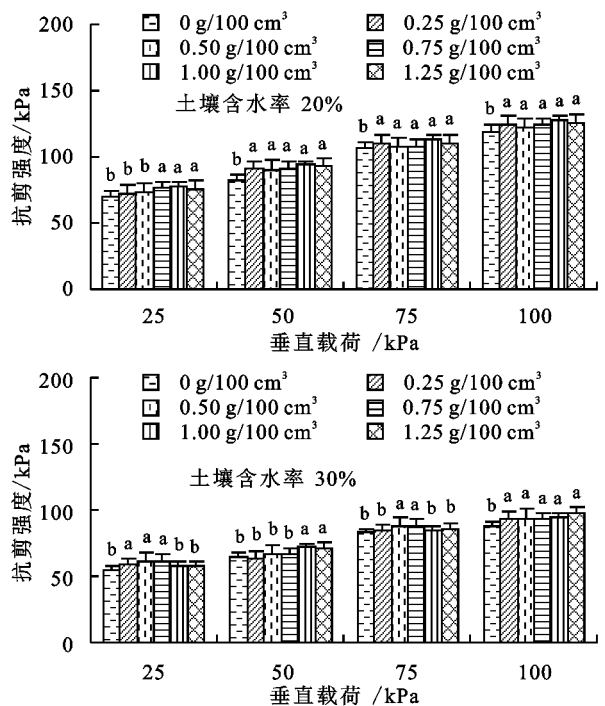 200
150
100
50
0
抗剪强度/kPa
0 g/100 cm³ 0.25 g/100 cm³
0.50 g/100 cm³ 0.75 g/100 cm³
1.00 g/100 cm³ 1.25 g/100 cm³
土壤含水率 20%
b b b a a a
b a a a a a
b a a a a a
b a a a a a
25 50 75 100
垂直载荷 /kPa
200
150
100
50
0
抗剪强度/kPa
0 g/100 cm³ 0.25 g/100 cm³
0.50 g/100 cm³ 0.75 g/100 cm³
1.00 g/100 cm³ 1.25 g/100 cm³
土壤含水率 30%
b a a a b b
b b b b a a
b b a a b b
b a a a a a
25 50 75 100
垂直载荷 /kPa